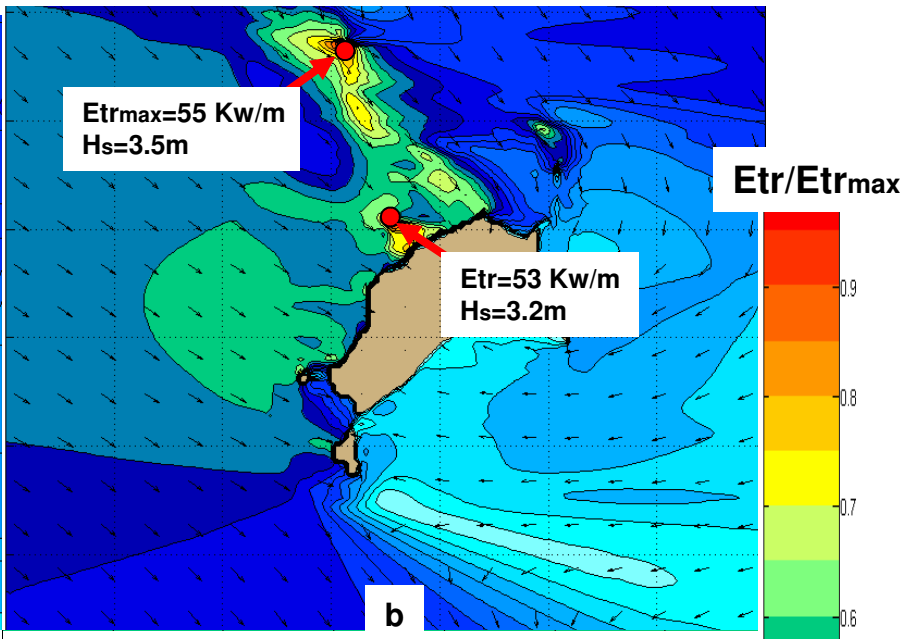 Etrmax=55 Kw/m
Hs=3.5m
Etr/Etrmax
Etr=53 Kw/m
Hs=3.2m
0.9
0.8
0.7
0.6
b